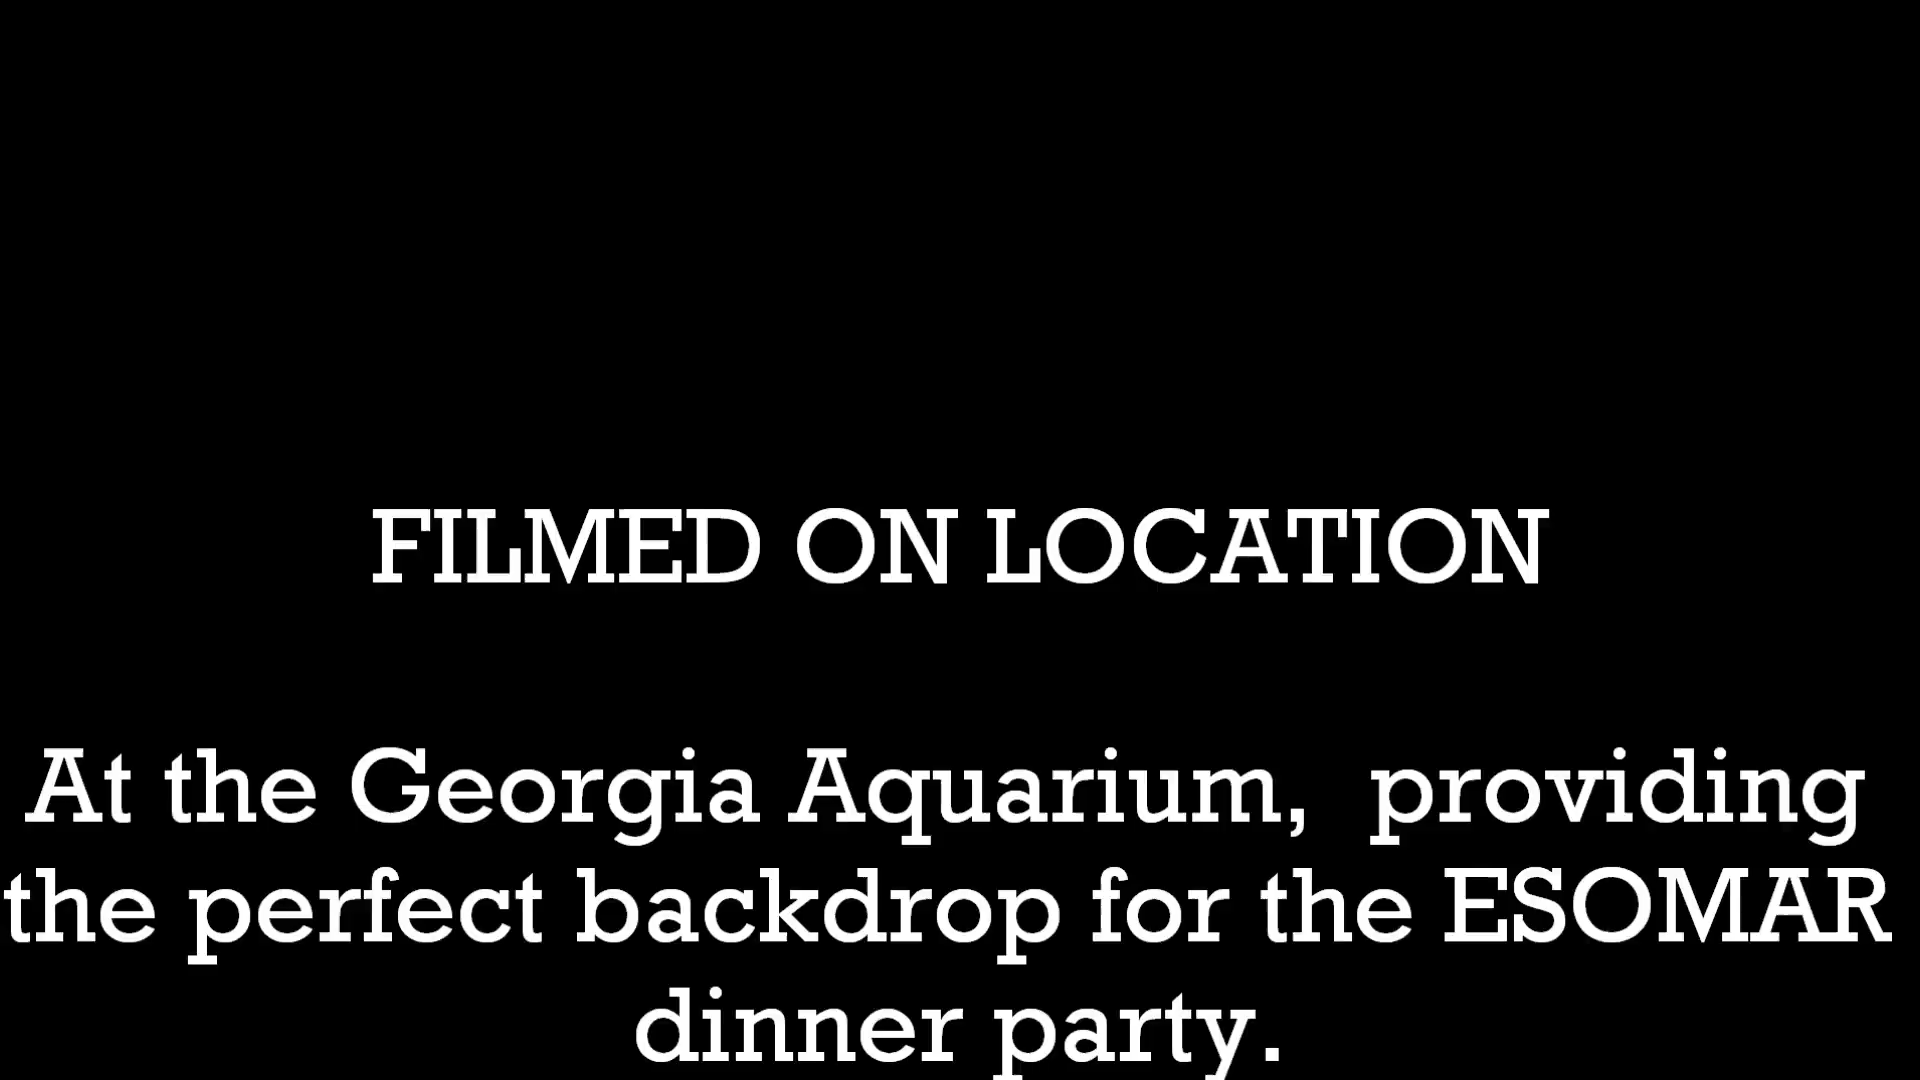 FILMED ON LOCATION
At the Georgia Aquarium,  providing
the perfect backdrop for the ESOMAR
dinner party.